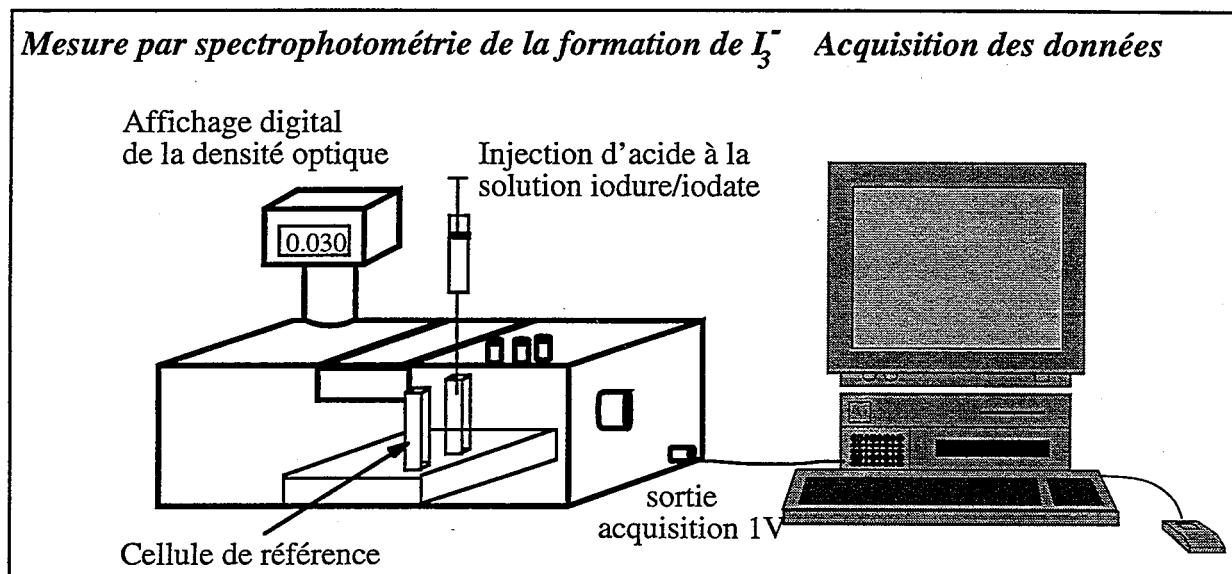 Mesure par spectrophotométrie de la formation de I₃⁻ Acquisition des données
Affichage digital
de la densité optique
Injection d'acide à la
solution iodure/iodate
0.030
sortie
acquisition 1V
Cellule de référence